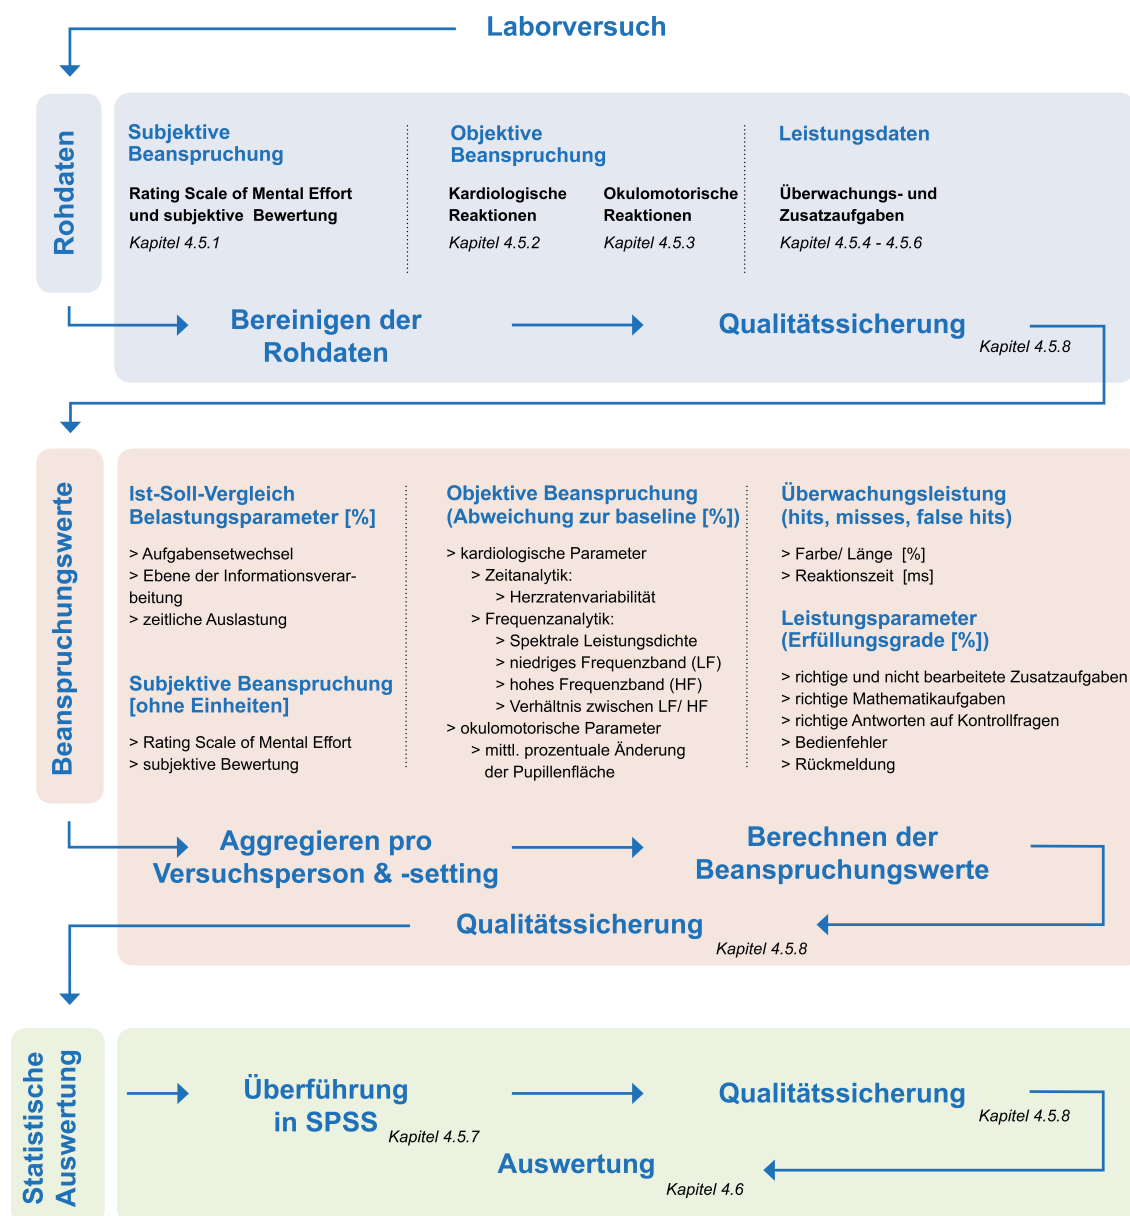 Laborversuch
Rohdaten
Subjektive
Beanspruchung
Rating Scale of Mental Effort
und subjektive Bewertung
Kapitel 4.5.1
Objektive
Beanspruchung
Kardiologische
Reaktionen
Kapitel 4.5.2
Okulomotorische
Reaktionen
Kapitel 4.5.3
Leistungsdaten
Überwachungs- und
Zusatzaufgaben
Kapitel 4.5.4 - 4.5.6
Bereinigen der
Rohdaten
Qualitätssicherung
Kapitel 4.5.8
Beanspruchungswerte
Ist-Soll-Vergleich
Belastungsparameter [%]
> Aufgabensetwechsel
> Ebene der Informationsverar-
beitung
> zeitliche Auslastung
Subjektive Beanspruchung
[ohne Einheiten]
> Rating Scale of Mental Effort
> subjektive Bewertung
Objektive Beanspruchung
(Abweichung zur baseline [%])
> kardiologische Parameter
> Zeitanalytik:
> Herzratenvariabilität
> Frequenzanalytik:
> Spektrale Leistungsdichte
> niedriges Frequenzband (LF)
> hohes Frequenzband (HF)
> Verhältnis zwischen LF/ HF
> okulomotorische Parameter
> mittl. prozentuale Änderung
der Pupillenfläche
Überwachungsleistung
(hits, misses, false hits)
> Farbe/ Länge [%]
> Reaktionszeit [ms]
Leistungsparameter
(Erfüllungsgrade [%])
> richtige und nicht bearbeitete Zusatzaufgaben
> richtige Mathematikaufgaben
> richtige Antworten auf Kontrollfragen
> Bedienfehler
> Rückmeldung
Aggregieren pro
Versuchsperson & -setting
Berechnen der
Beanspruchungswerte
Qualitätssicherung
Kapitel 4.5.8
Statistische
Auswertung
Überführung
in SPSS
Kapitel 4.5.7
Qualitätssicherung
Kapitel 4.5.8
Auswertung
Kapitel 4.6